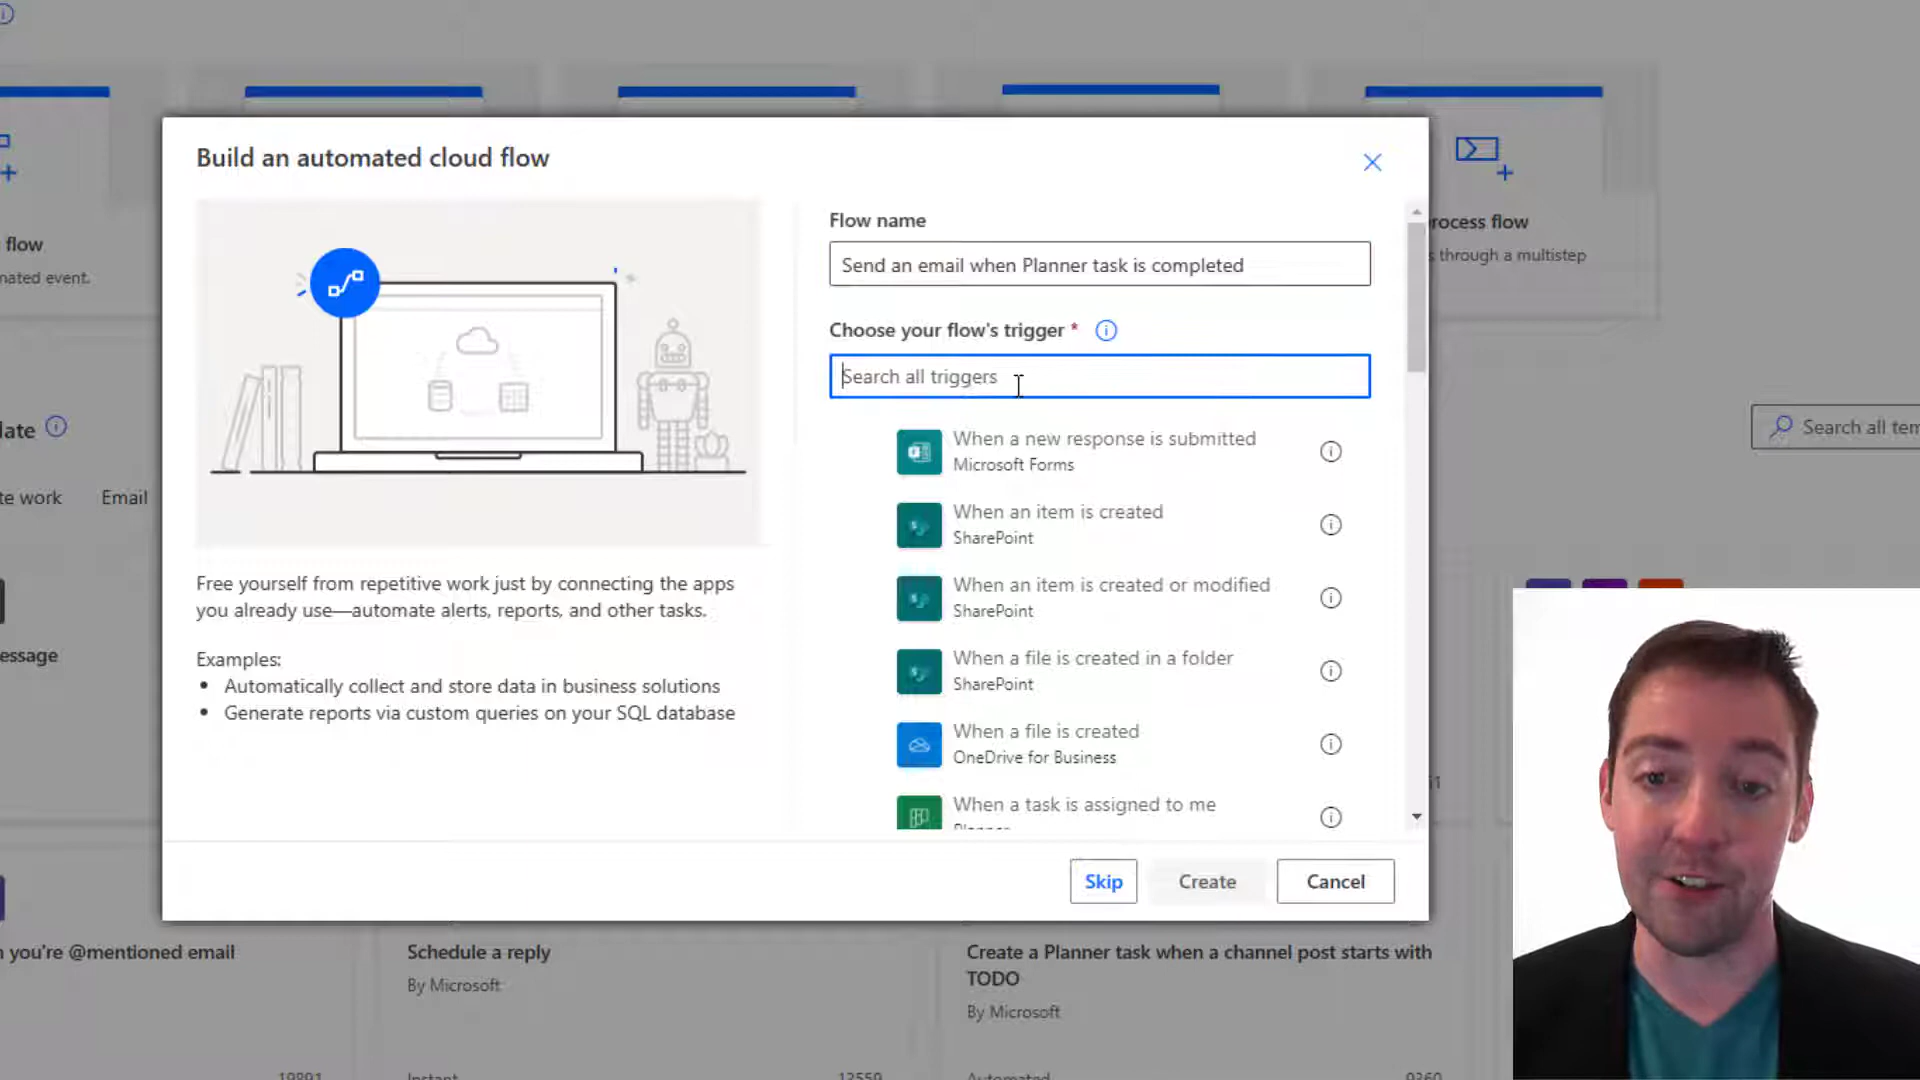 flow
nated event.
rocess flow
s through a multistep
Build an automated cloud flow
Flow name
Send an email when Planner task is completed
Choose your flow's trigger *
Search all triggers
When a new response is submitted
Microsoft Forms
When an item is created
SharePoint
When an item is created or modified
SharePoint
When a file is created in a folder
SharePoint
When a file is created
OneDrive for Business
When a task is assigned to me
Planner
Free yourself from repetitive work just by connecting the apps
you already use—automate alerts, reports, and other tasks.
Examples:
• Automatically collect and store data in business solutions
• Generate reports via custom queries on your SQL database
Skip
Create
Cancel
late
Search all tem
te work
Email
essage
you're @mentioned email
Schedule a reply
By Microsoft
Create a Planner task when a channel post starts with
TODO
By Microsoft
19891
Instant
13559
Automated
9360